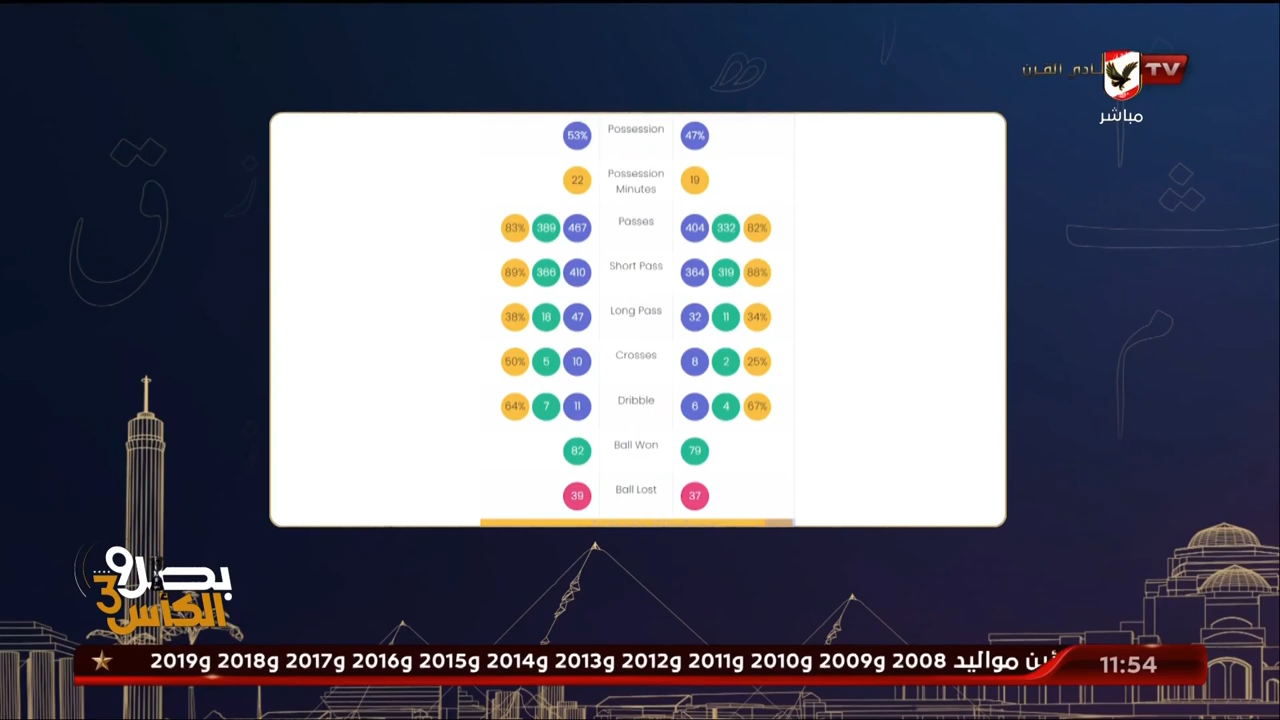 نادي القرن TV
مباشر
53% Possession 47%
22 Possession Minutes 19
83% 389 467 Passes 404 332 82%
89% 366 410 Short Pass 364 319 88%
38% 18 47 Long Pass 32 11 34%
50% 5 10 Crosses 8 2 25%
64% 7 11 Dribble 6 4 67%
82 Ball Won 79
39 Ball Lost 37
الكأس
3
مواليد 2008 و2009 و2010 و2011 و2012 و2013 و2014 و2015 و2016 و2017 و2018 و2019
11:54